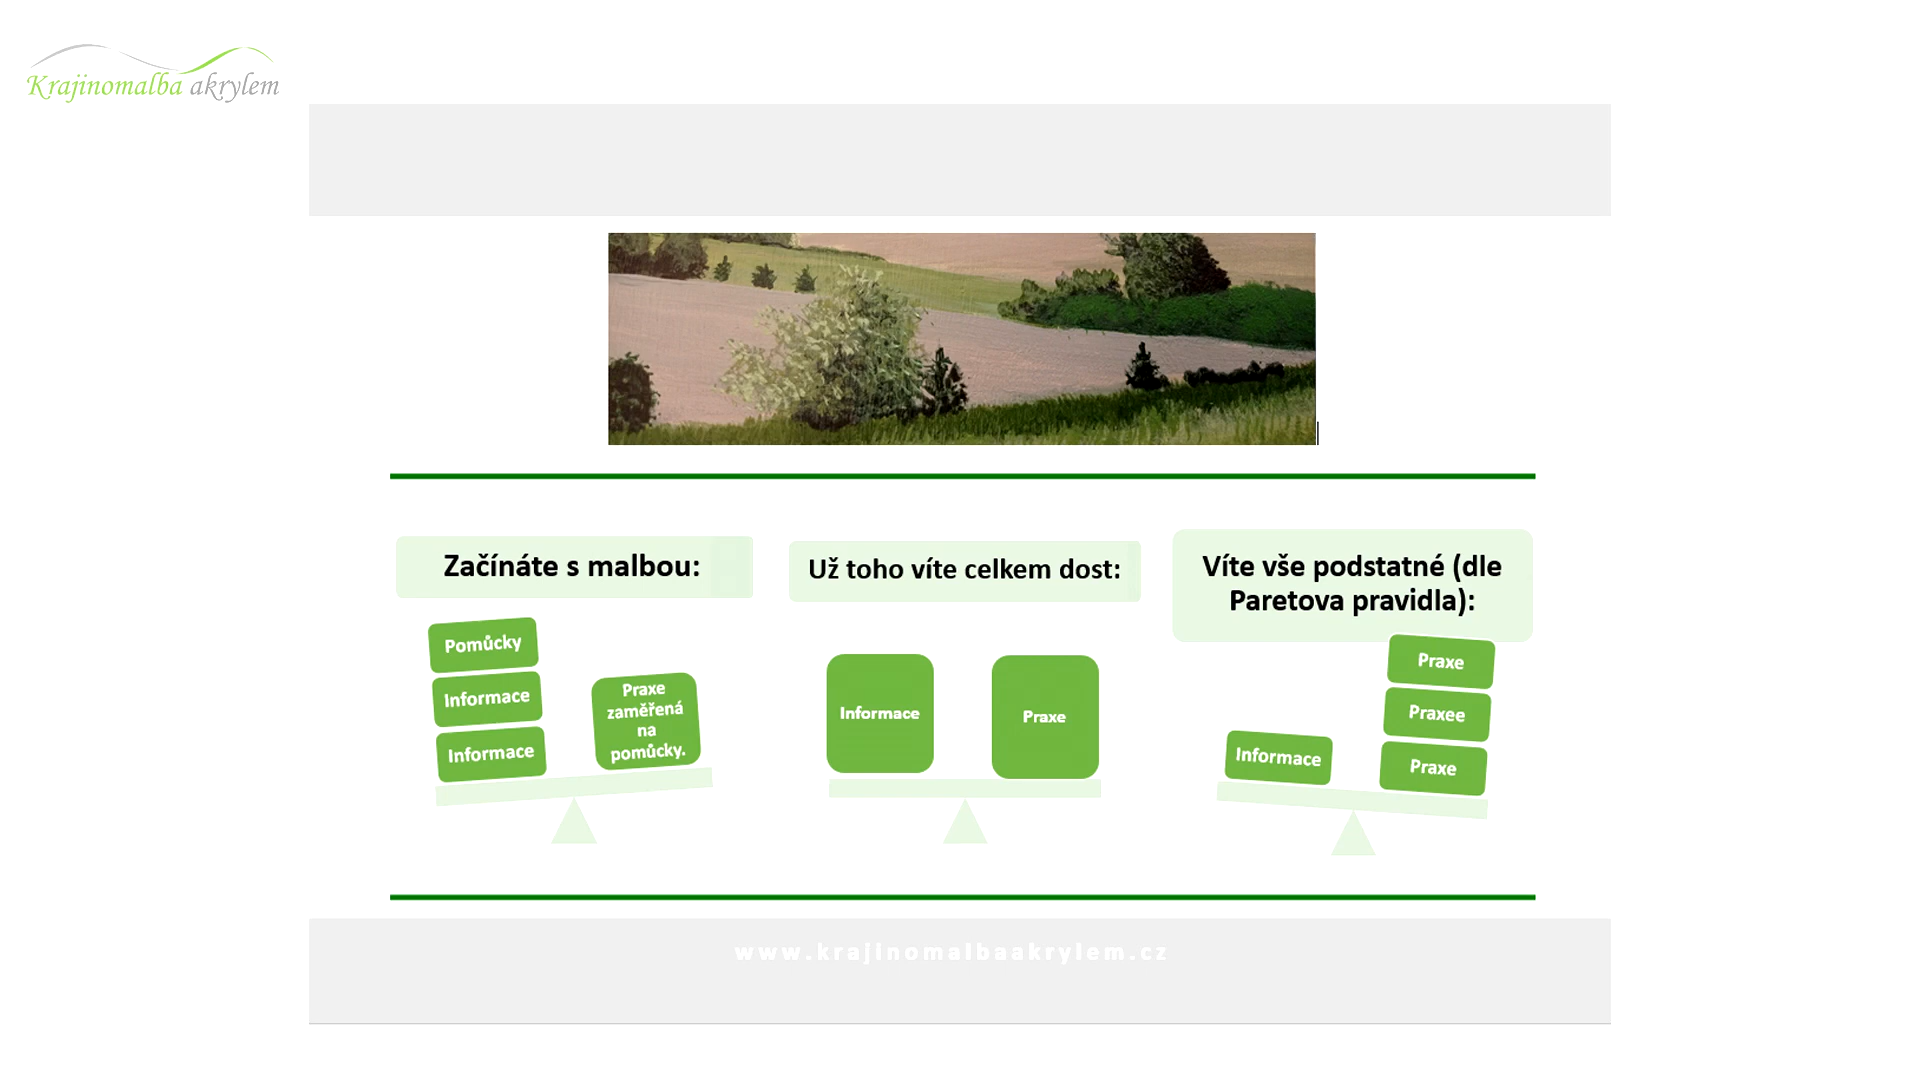 Krajinomalba akrylem
Začínáte s malbou:
Pomůcky
Informace
Informace
Praxe
zaměřená
na
pomůcky.
Už toho víte celkem dost:
Informace
Praxe
Víte vše podstatné (dle
Paretova pravidla):
Praxe
Praxee
Praxe
Informace
www.krajinomalbaakrylem.cz